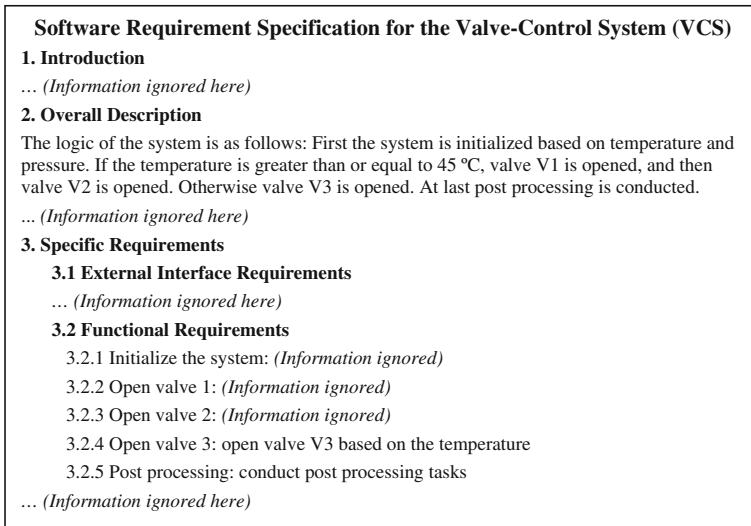 Software Requirement Specification for the Valve-Control System (VCS)
1. Introduction
… (Information ignored here)
2. Overall Description
The logic of the system is as follows: First the system is initialized based on temperature and
pressure. If the temperature is greater than or equal to 45 ºC, valve V1 is opened, and then
valve V2 is opened. Otherwise valve V3 is opened. At last post processing is conducted.
... (Information ignored here)
3. Specific Requirements
3.1 External Interface Requirements
… (Information ignored here)
3.2 Functional Requirements
3.2.1 Initialize the system: (Information ignored)
3.2.2 Open valve 1: (Information ignored)
3.2.3 Open valve 2: (Information ignored)
3.2.4 Open valve 3: open valve V3 based on the temperature
3.2.5 Post processing: conduct post processing tasks
… (Information ignored here)